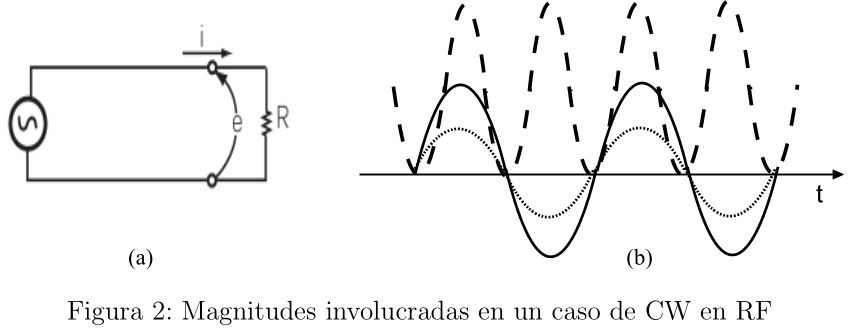 i
e
R
t
(a)
(b)
Figura 2: Magnitudes involucradas en un caso de CW en RF